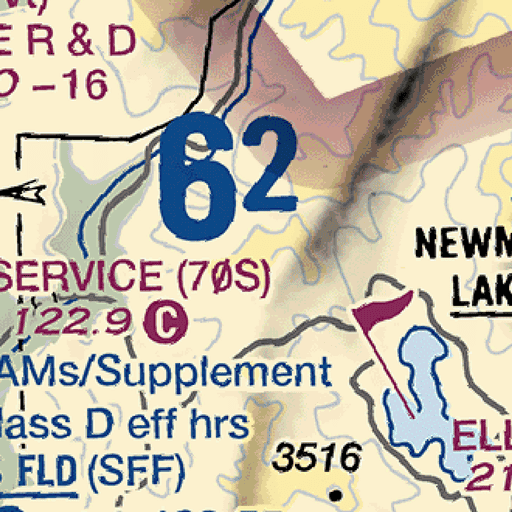 E R & D
-16
62
NEWM
LAK
SERVICE (7ØS)
122.9 C
AMs/Supplement
lass D eff hrs
FLD (SFF)
3516
ELL
21